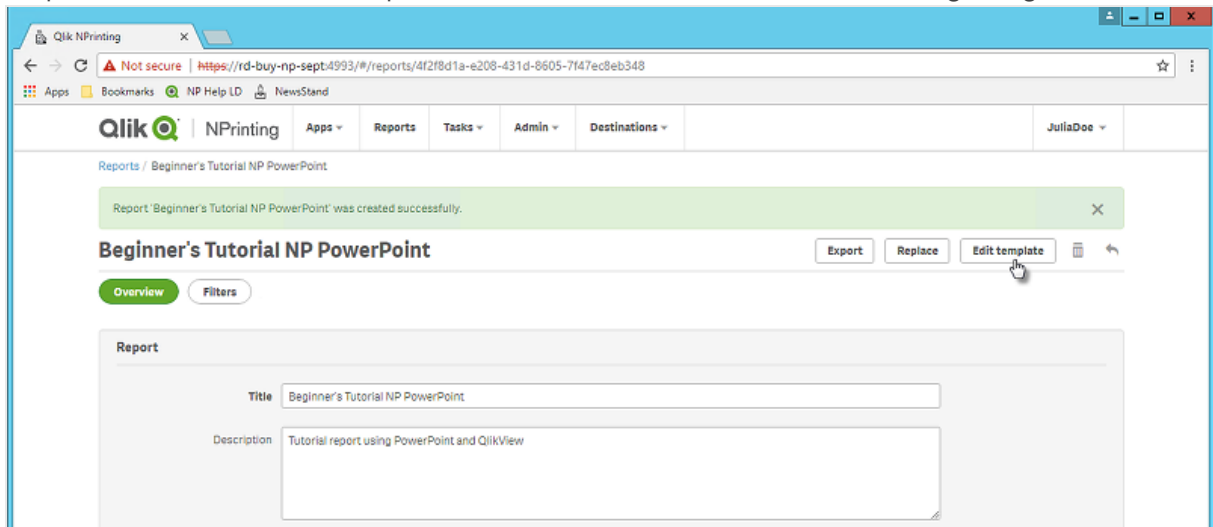 Qlik NPrinting
Not secure | https://rd-buy-np-sept:4993/#/reports/4f2f8d1a-e208-431d-8605-7f47ec8eb348
Apps Bookmarks NP Help LD NewsStand
Qlik NPrinting Apps Reports Tasks Admin Destinations JuliaDoe
Reports / Beginner's Tutorial NP PowerPoint
Report 'Beginner's Tutorial NP PowerPoint' was created successfully.
Beginner's Tutorial NP PowerPoint Export Replace Edit template
Overview Filters
Report
Title Beginner's Tutorial NP PowerPoint
Description Tutorial report using PowerPoint and QlikView